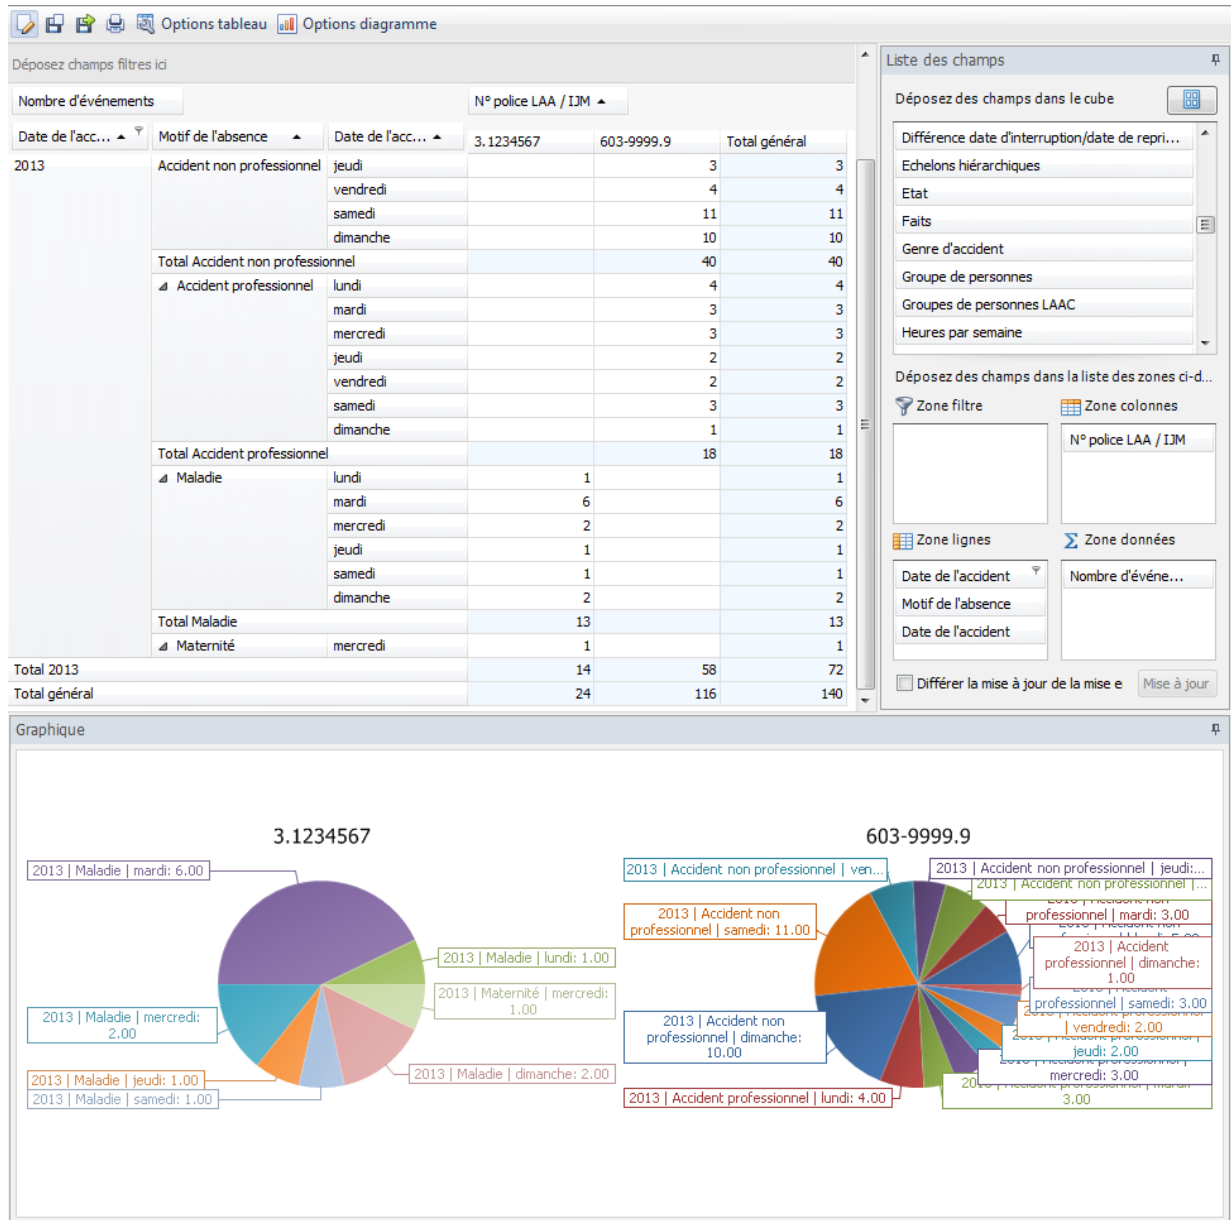 Options tableau Options diagramme
Déposez champs filtres ici
Nombre d'événements N° police LAA / IJM
Date de l'acc... Motif de l'absence Date de l'acc... 3.1234567 603-9999.9 Total général
2013 Accident non professionnel jeudi 3 3
vendredi 4 4
samedi 11 11
dimanche 10 10
Total Accident non professionnel 40 40
Accident professionnel lundi 4 4
mardi 3 3
mercredi 3 3
jeudi 2 2
vendredi 2 2
samedi 3 3
dimanche 1 1
Total Accident professionnel 18 18
Maladie lundi 1 1
mardi 6 6
mercredi 2 2
jeudi 1 1
samedi 1 1
dimanche 2 2
Total Maladie 13 13
Maternité mercredi 1 1
Total 2013 14 58 72
Total général 24 116 140
Liste des champs
Déposez des champs dans le cube
Différence date d'interruption/date de repri...
Echelons hiérarchiques
Etat
Faits
Genre d'accident
Groupe de personnes
Groupes de personnes LAAC
Heures par semaine
Déposez des champs dans la liste des zones ci-d...
Zone filtre Zone colonnes
N° police LAA / IJM
Zone lignes Zone données
Date de l'accident Nombre d'événe...
Motif de l'absence
Date de l'accident
Différer la mise à jour de la mise e Mise à jour
Graphique
3.1234567
2013 | Maladie | mardi: 6.00
2013 | Maladie | lundi: 1.00
2013 | Maternité | mercredi:
1.00
2013 | Maladie | mercredi:
2.00
2013 | Maladie | dimanche: 2.00
2013 | Maladie | jeudi: 1.00
2013 | Maladie | samedi: 1.00
603-9999.9
2013 | Accident non professionnel | ven...
2013 | Accident non professionnel | jeudi:...
2013 | Accident non professionnel |...
2013 | Accident non
professionnel | samedi: 11.00
professionnel | mardi: 3.00
2013 | Accident
professionnel | dimanche:
1.00
professionnel | samedi: 3.00
2013 | Accident non
professionnel | dimanche:
10.00
| vendredi: 2.00
jeudi: 2.00
mercredi: 3.00
2013 | Accident professionnel | lundi: 4.00
3.00